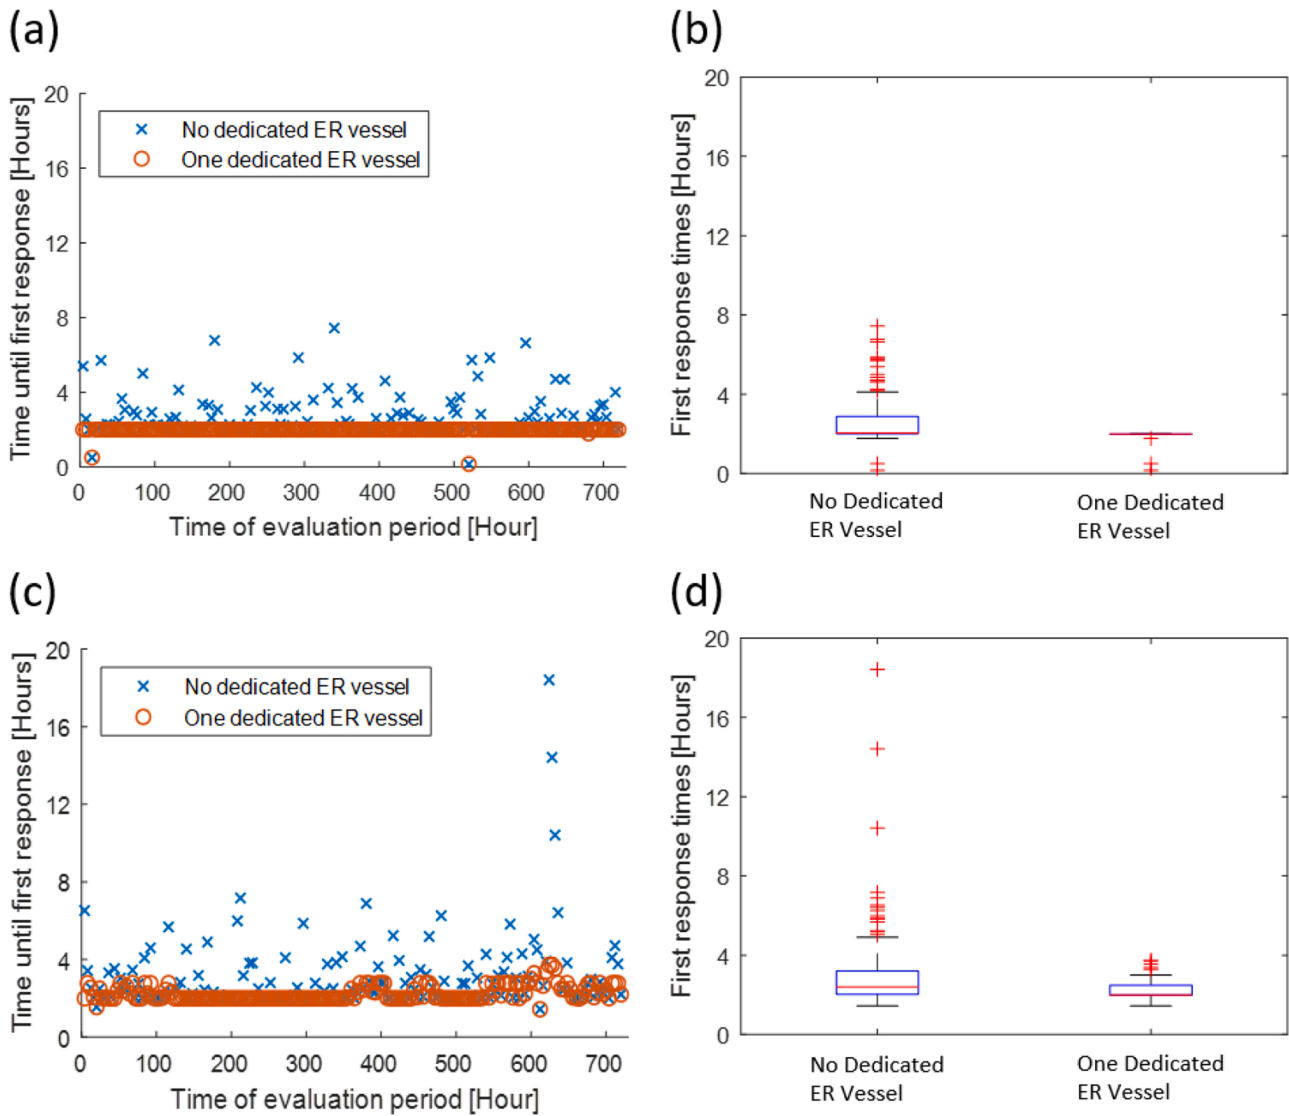 (a)
Time until first response [Hours]
20
16
12
8
4
0
No dedicated ER vessel
One dedicated ER vessel
0 100 200 300 400 500 600 700
Time of evaluation period [Hour]
(b)
First response times [Hours]
20
16
12
8
4
0
No Dedicated
ER Vessel
One Dedicated
ER Vessel
(c)
Time until first response [Hours]
20
16
12
8
4
0
No dedicated ER vessel
One dedicated ER vessel
0 100 200 300 400 500 600 700
Time of evaluation period [Hour]
(d)
First response times [Hours]
20
16
12
8
4
0
No Dedicated
ER Vessel
One Dedicated
ER Vessel